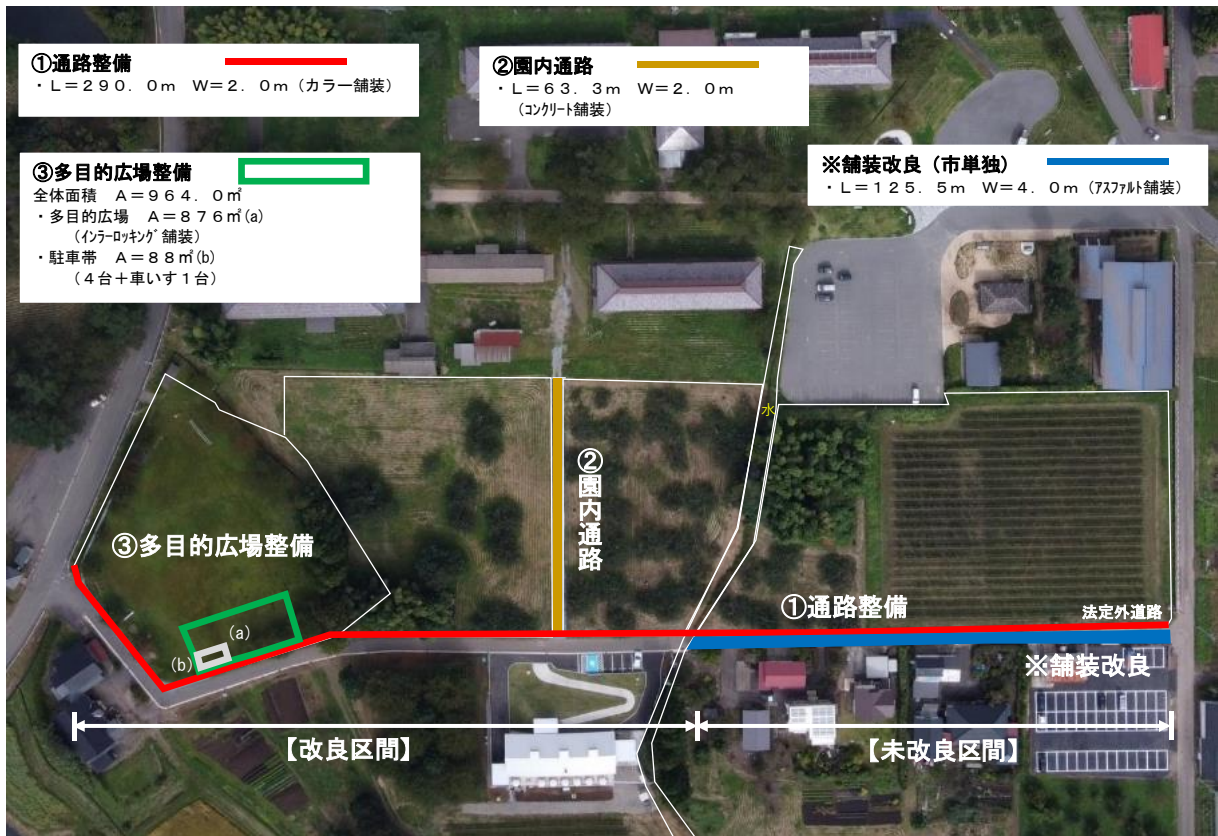 ①通路整備
・L=290.0m W=2.0m(カラー舗装)
②園内通路
・L=63.3m W=2.0m
(コンクリート舗装)
③多目的広場整備
全体面積 A=964.0㎡
・多目的広場 A=876㎡(a)
(インラーロッキング舗装)
・駐車帯 A=88㎡(b)
(4台+車いす1台)
※舗装改良(市単独)
・L=125.5m W=4.0m(アスファルト舗装)
水
②園内通路
③多目的広場整備
①通路整備
法定外道路
(a)
(b)
※舗装改良
【改良区間】
【未改良区間】